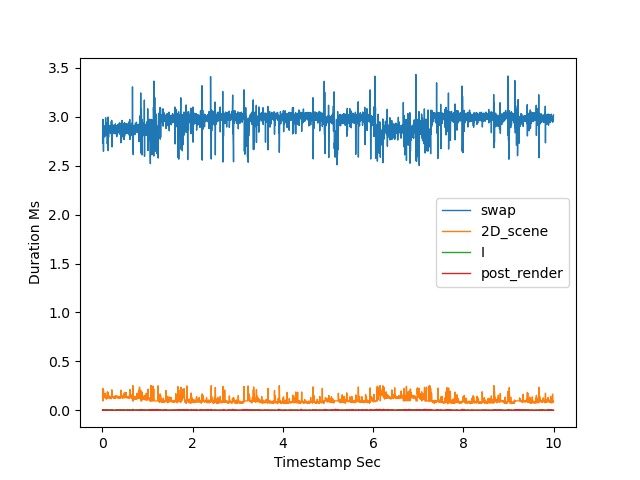 3.5
3.0
2.5
2.0
1.5
1.0
0.5
0.0
Duration Ms
swap
2D_scene
I
post_render
0 2 4 6 8 10
Timestamp Sec